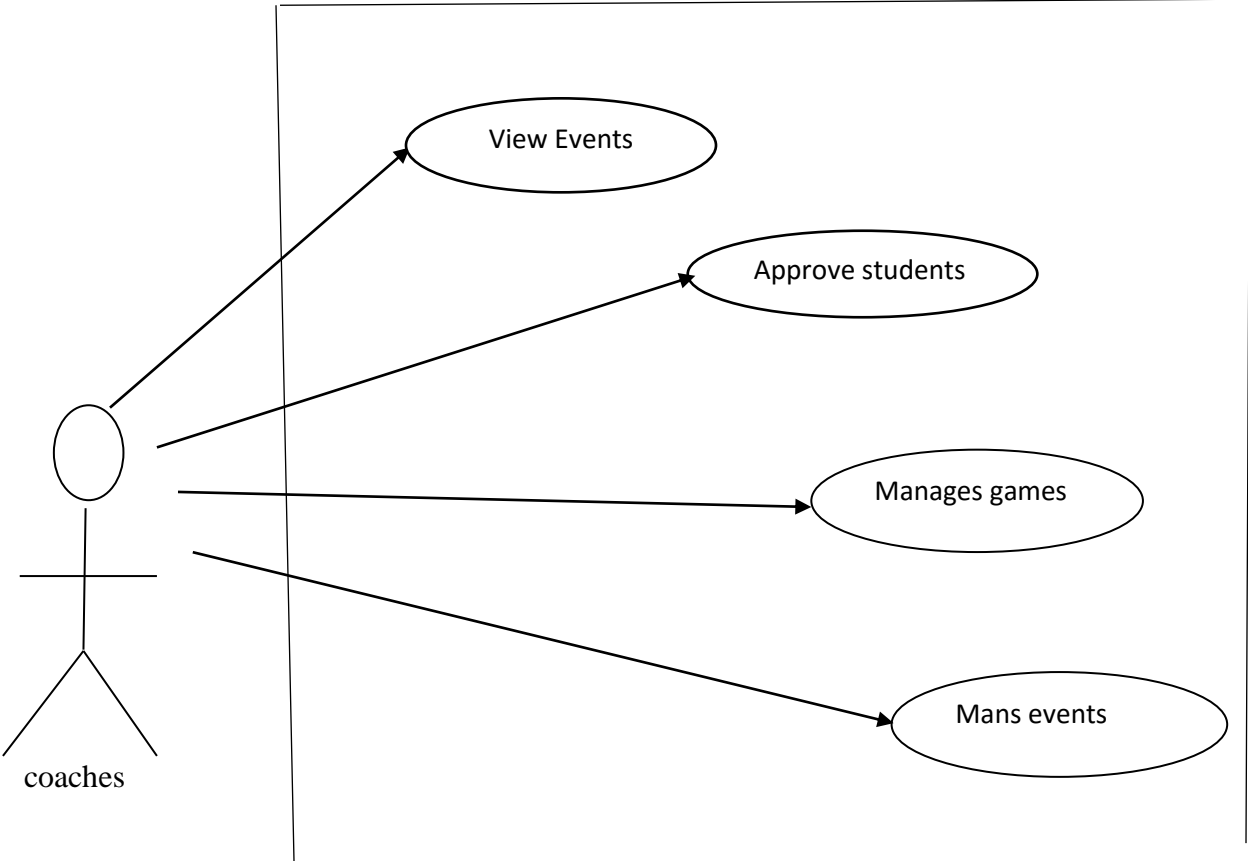 View Events
Approve students
Manages games
Mans events
coaches